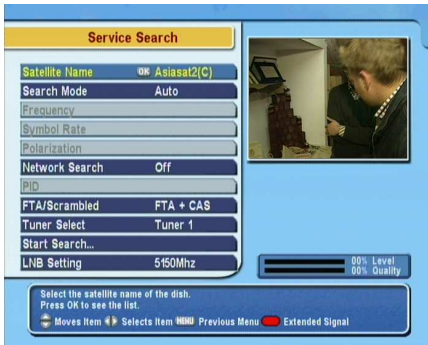 Service Search
Satellite Name OK Asiasat2(C)
Search Mode Auto
Frequency
Symbol Rate
Polarization
Network Search Off
PID
FTA/Scrambled FTA + CAS
Tuner Select Tuner 1
Start Search...
LNB Setting 5150Mhz
00% Level
00% Quality
Select the satellite name of the dish.
Press OK to see the list.
Moves Item Selects Item MENU Previous Menu Extended Signal